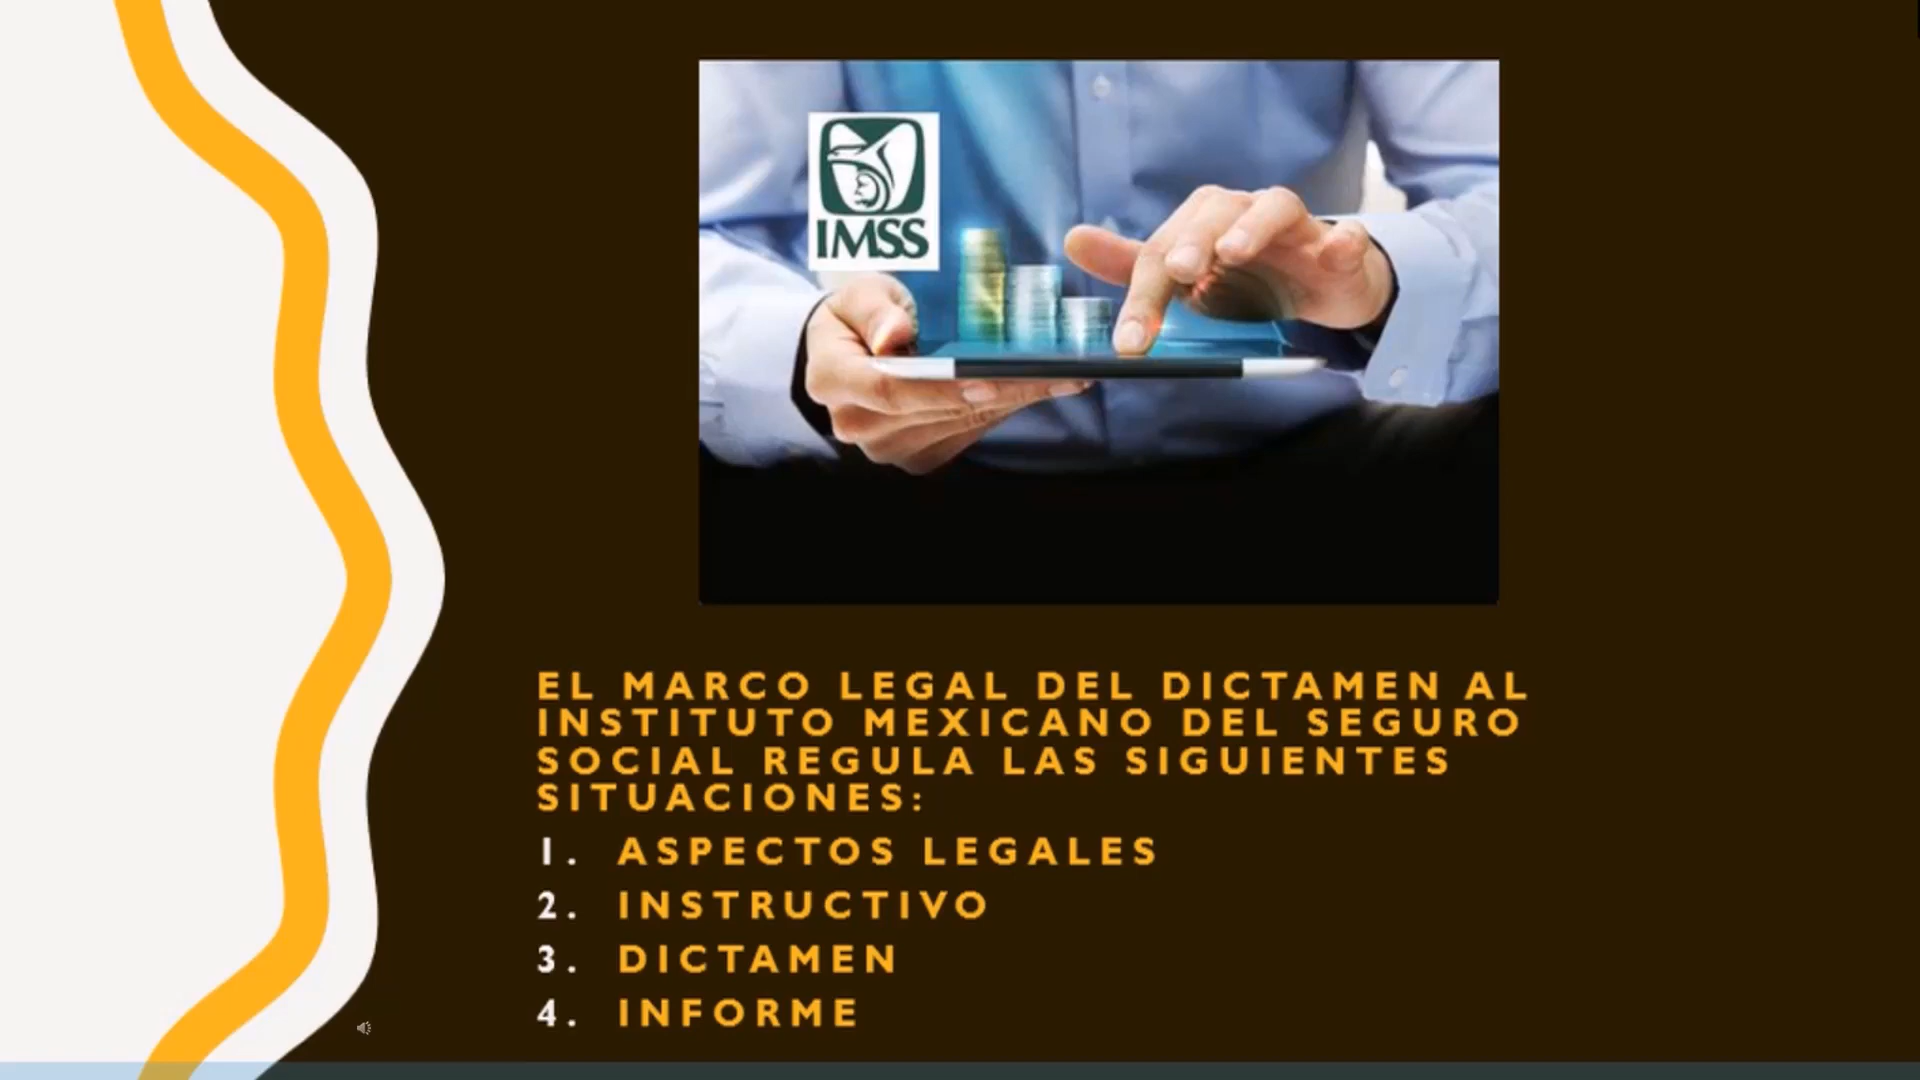 IMSS
EL MARCO LEGAL DEL DICTAMEN AL
INSTITUTO MEXICANO DEL SEGURO
SOCIAL REGULA LAS SIGUIENTES
SITUACIONES:
1. ASPECTOS LEGALES
2. INSTRUCTIVO
3. DICTAMEN
4. INFORME